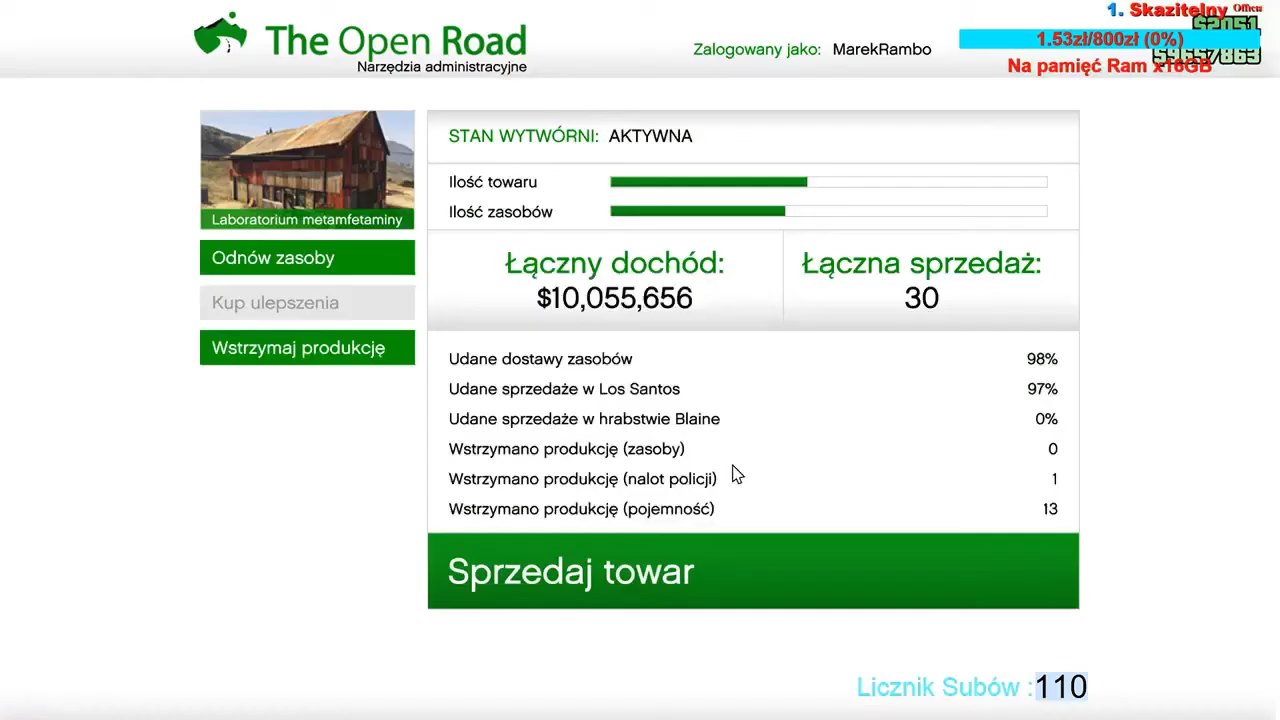 The Open Road
Narzędzia administracyjne
Zalogowany jako: MarekRambo
1. Skazitelny
1.53zł/800zł (0%)
Na pamięć Ram x16GB
Laboratorium metamfetaminy
Odnów zasoby
Kup ulepszenia
Wstrzymaj produkcję
STAN WYTWÓRNI: AKTYWNA
Ilość towaru
Ilość zasobów
Łączny dochód:
$10,055,656
Łączna sprzedaż:
30
Udane dostawy zasobów 98%
Udane sprzedaże w Los Santos 97%
Udane sprzedaże w hrabstwie Blaine 0%
Wstrzymano produkcję (zasoby) 0
Wstrzymano produkcję (nalot policji) 1
Wstrzymano produkcję (pojemność) 13
Sprzedaj towar
Licznik Subów : 110